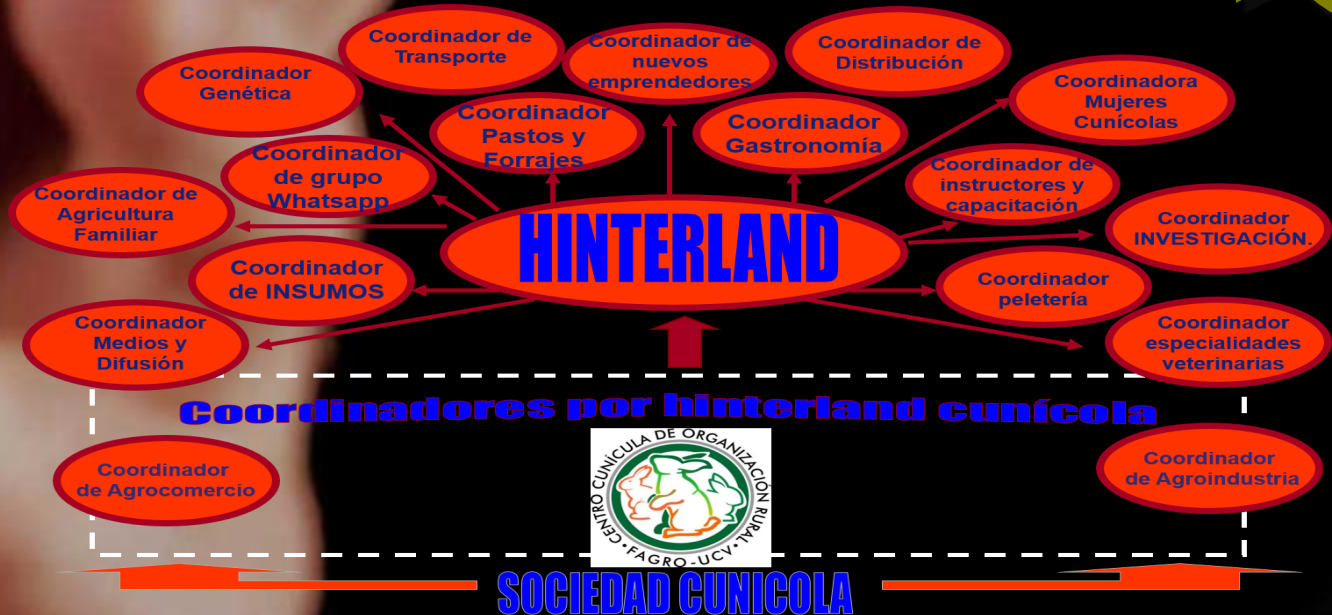 Coordinador de
Transporte
Coordinador de
nuevos
emprendedores
Coordinador de
Distribución
Coordinador
Genética
Coordinadora
Mujeres
Cunícolas
Coordinador
Pastos y
Forrajes
Coordinador
Gastronomía
Coordinador
de grupo
Whatsapp
Coordinador de
instructores y
capacitación
Coordinador de
Agricultura
Familiar
HINTERLAND
Coordinador
INVESTIGACIÓN.
Coordinador
de INSUMOS
Coordinador
peletería
Coordinador
Medios y
Difusión
Coordinador
especialidades
veterinarias
Coordinadores por hinterland cunícola
Coordinador
de Agrocomercio
CENTRO CUNÍCULA DE ORGANIZACIÓN RURAL
FAGRO-UCV
Coordinador
de Agroindustria
SOCIEDAD CUNICOLA